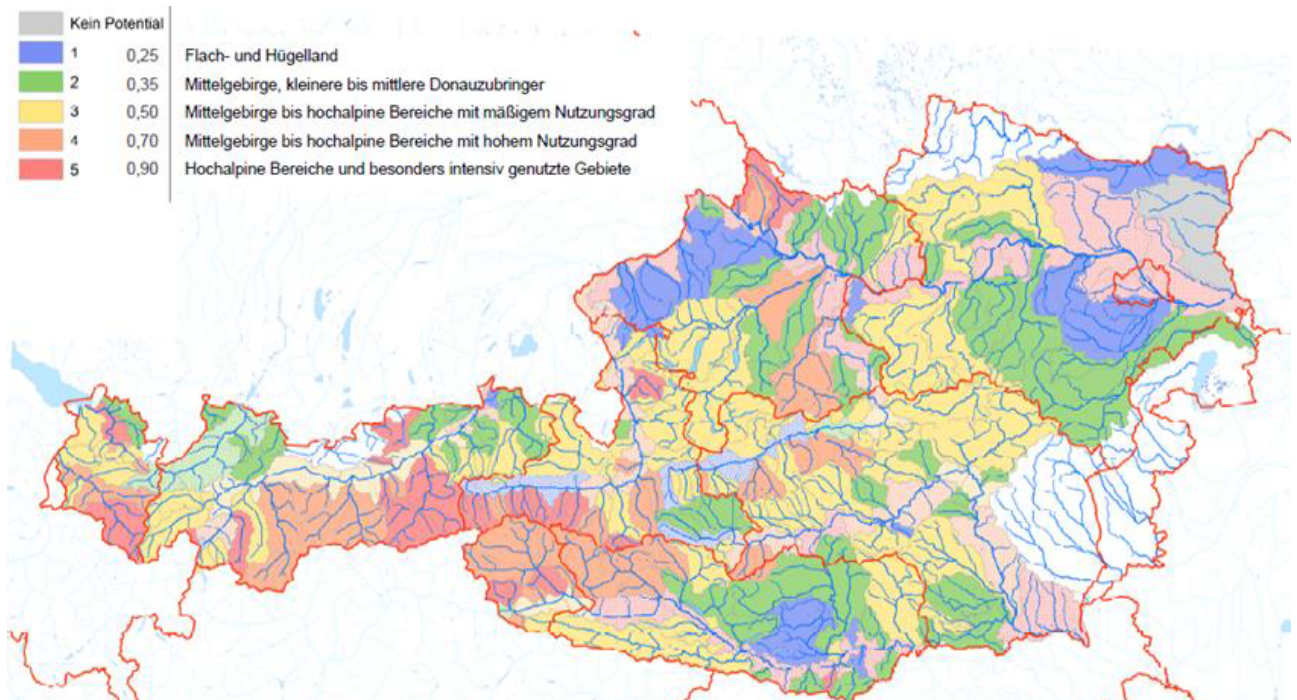 Kein Potential
1 0,25 Flach- und Hügelland
2 0,35 Mittelgebirge, kleinere bis mittlere Donauzubringer
3 0,50 Mittelgebirge bis hochalpine Bereiche mit mäßigem Nutzungsgrad
4 0,70 Mittelgebirge bis hochalpine Bereiche mit hohem Nutzungsgrad
5 0,90 Hochalpine Bereiche und besonders intensiv genutzte Gebiete